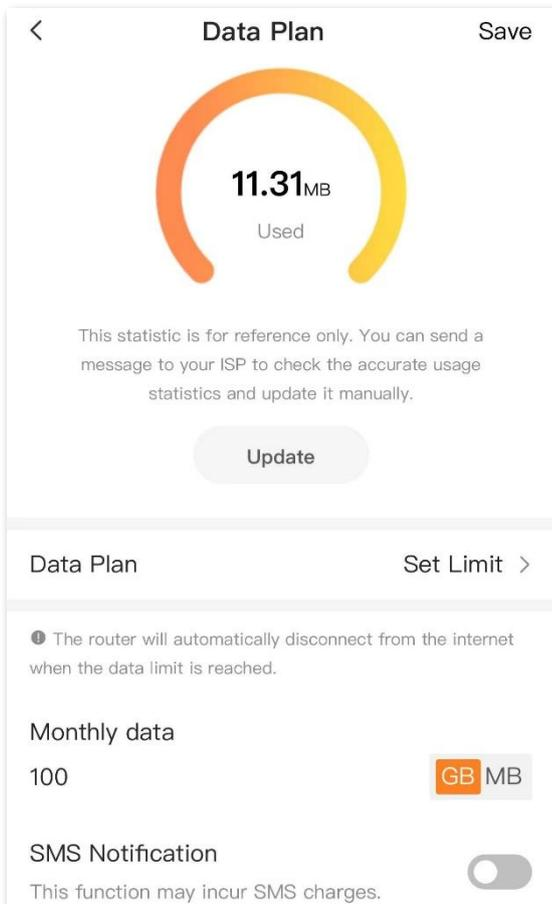 Data Plan Save
11.31MB
Used
This statistic is for reference only. You can send a
message to your ISP to check the accurate usage
statistics and update it manually.
Update
Data Plan Set Limit
The router will automatically disconnect from the internet
when the data limit is reached.
Monthly data
100 GB MB
SMS Notification
This function may incur SMS charges.